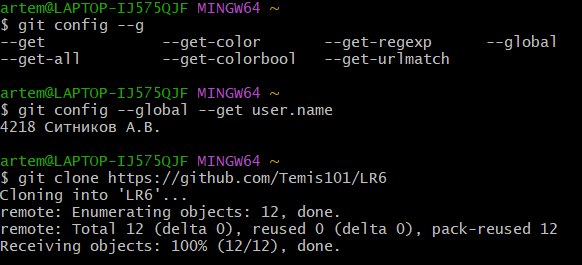 artem@LAPTOP-IJ575QJF MINGW64 ~
$ git config --g
--get --get-color --get-regexp --global
--get-all --get-colorbool --get-urlmatch
artem@LAPTOP-IJ575QJF MINGW64 ~
$ git config --global --get user.name
4218 Ситников А.В.
artem@LAPTOP-IJ575QJF MINGW64 ~
$ git clone https://github.com/Temis101/LR6
Cloning into 'LR6'...
remote: Enumerating objects: 12, done.
remote: Total 12 (delta 0), reused 0 (delta 0), pack-reused 12
Receiving objects: 100% (12/12), done.